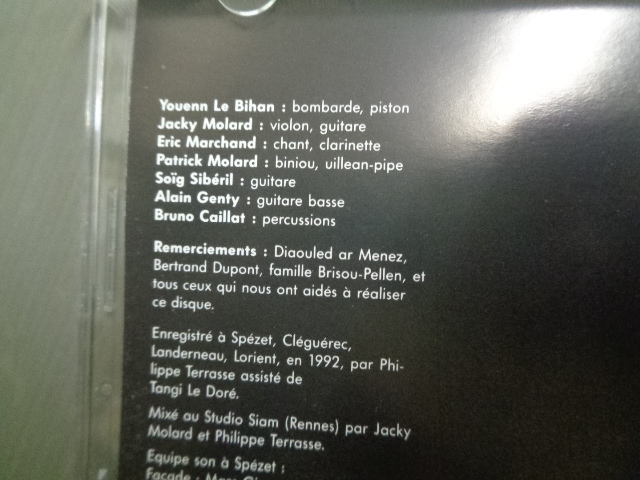 Youenn Le Bihan : bombarde, piston
Jacky Molard : violon, guitare
Eric Marchand : chant, clarinette
Patrick Molard : biniou, uillean-pipe
Soïg Sibéril : guitare
Alain Genty : guitare basse
Bruno Caillat : percussions
Remerciements : Diaouled ar Menez,
Bertrand Dupont, famille Brisou-Pellen, et
tous ceux qui nous ont aidés à réaliser
ce disque.
Enregistré à Spézet, Cléguérec,
Landerneau, Lorient, en 1992, par Phi-
lippe Terrasse assisté de
Tangi Le Doré.
Mixé au Studio Siam (Rennes) par Jacky
Molard et Philippe Terrasse.
Equipe son à Spézet :
Façade : Marc